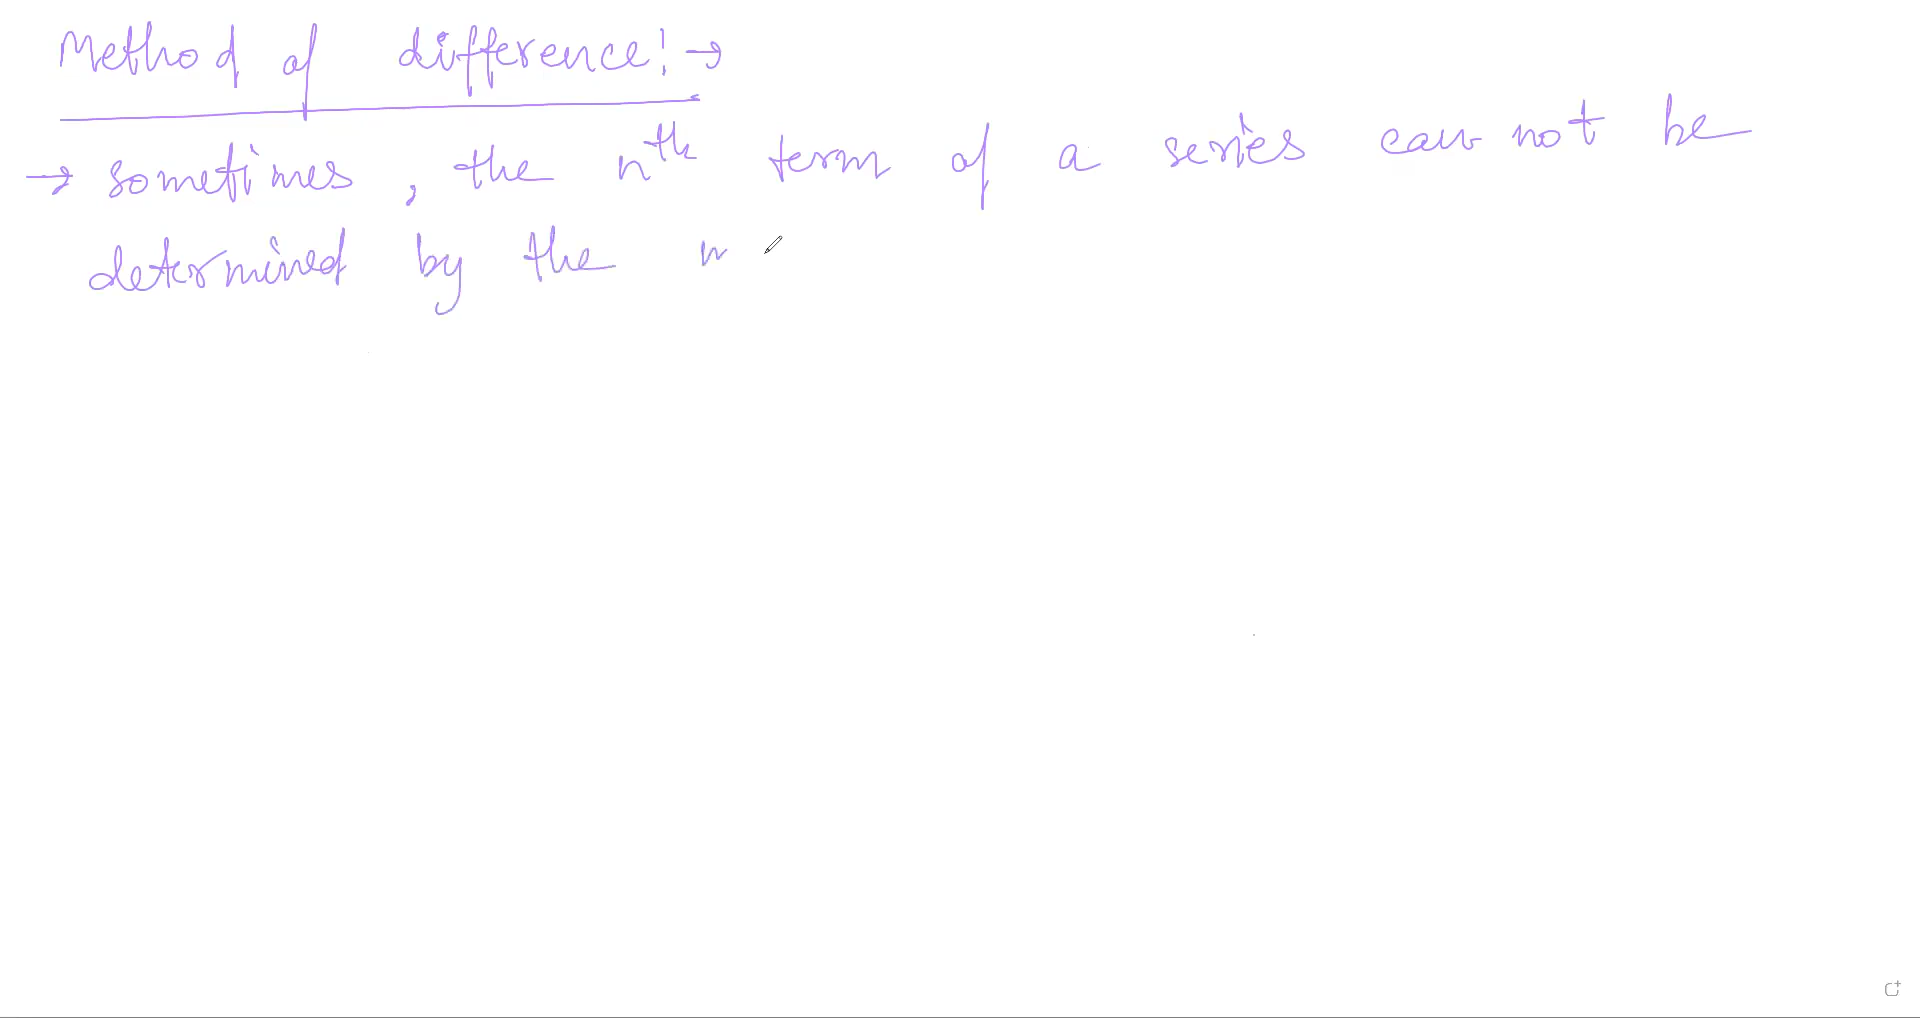 Method of difference:→
→ sometimes, the nth term of a series can not be
determined by the